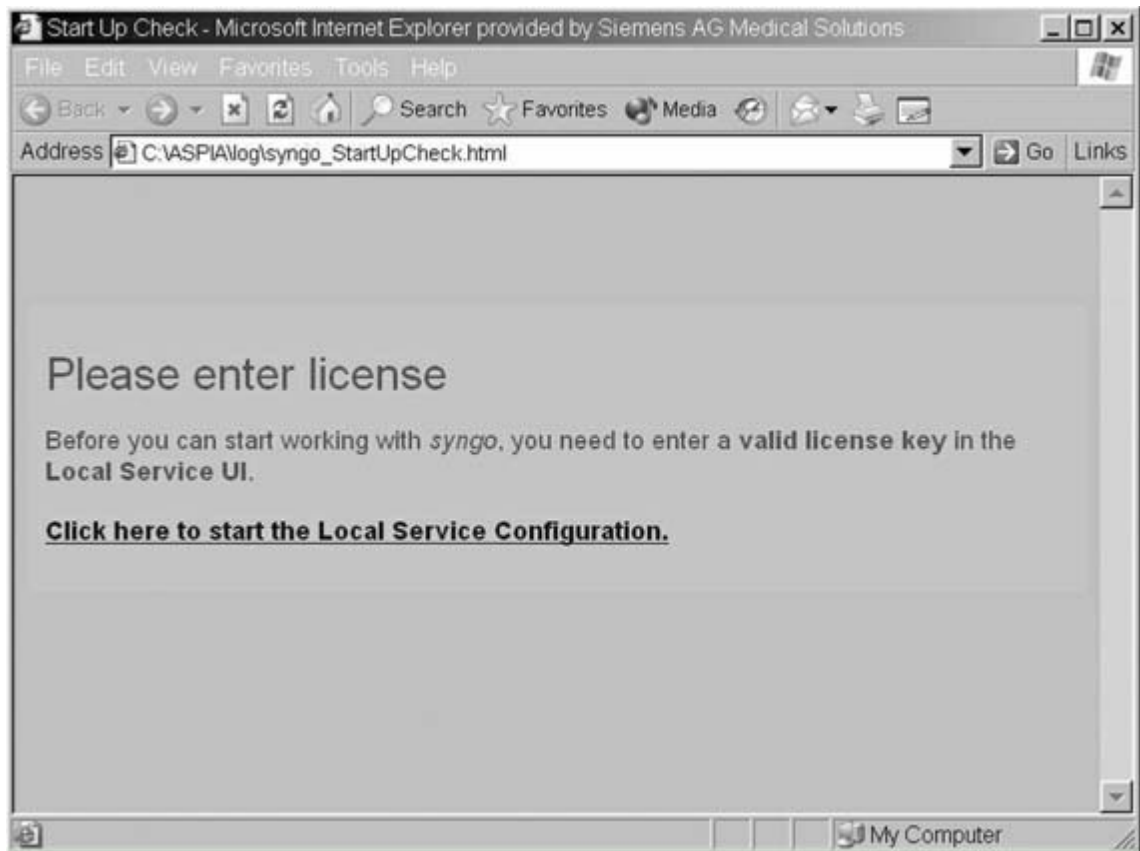 Start Up Check - Microsoft Internet Explorer provided by Siemens AG Medical Solutions
File Edit View Favorites Tools Help
Back Search Favorites Media
Address C:\ASPIA\log\syngo_StartUpCheck.html Go Links
Please enter license
Before you can start working with syngo, you need to enter a valid license key in the
Local Service UI.
Click here to start the Local Service Configuration.
My Computer